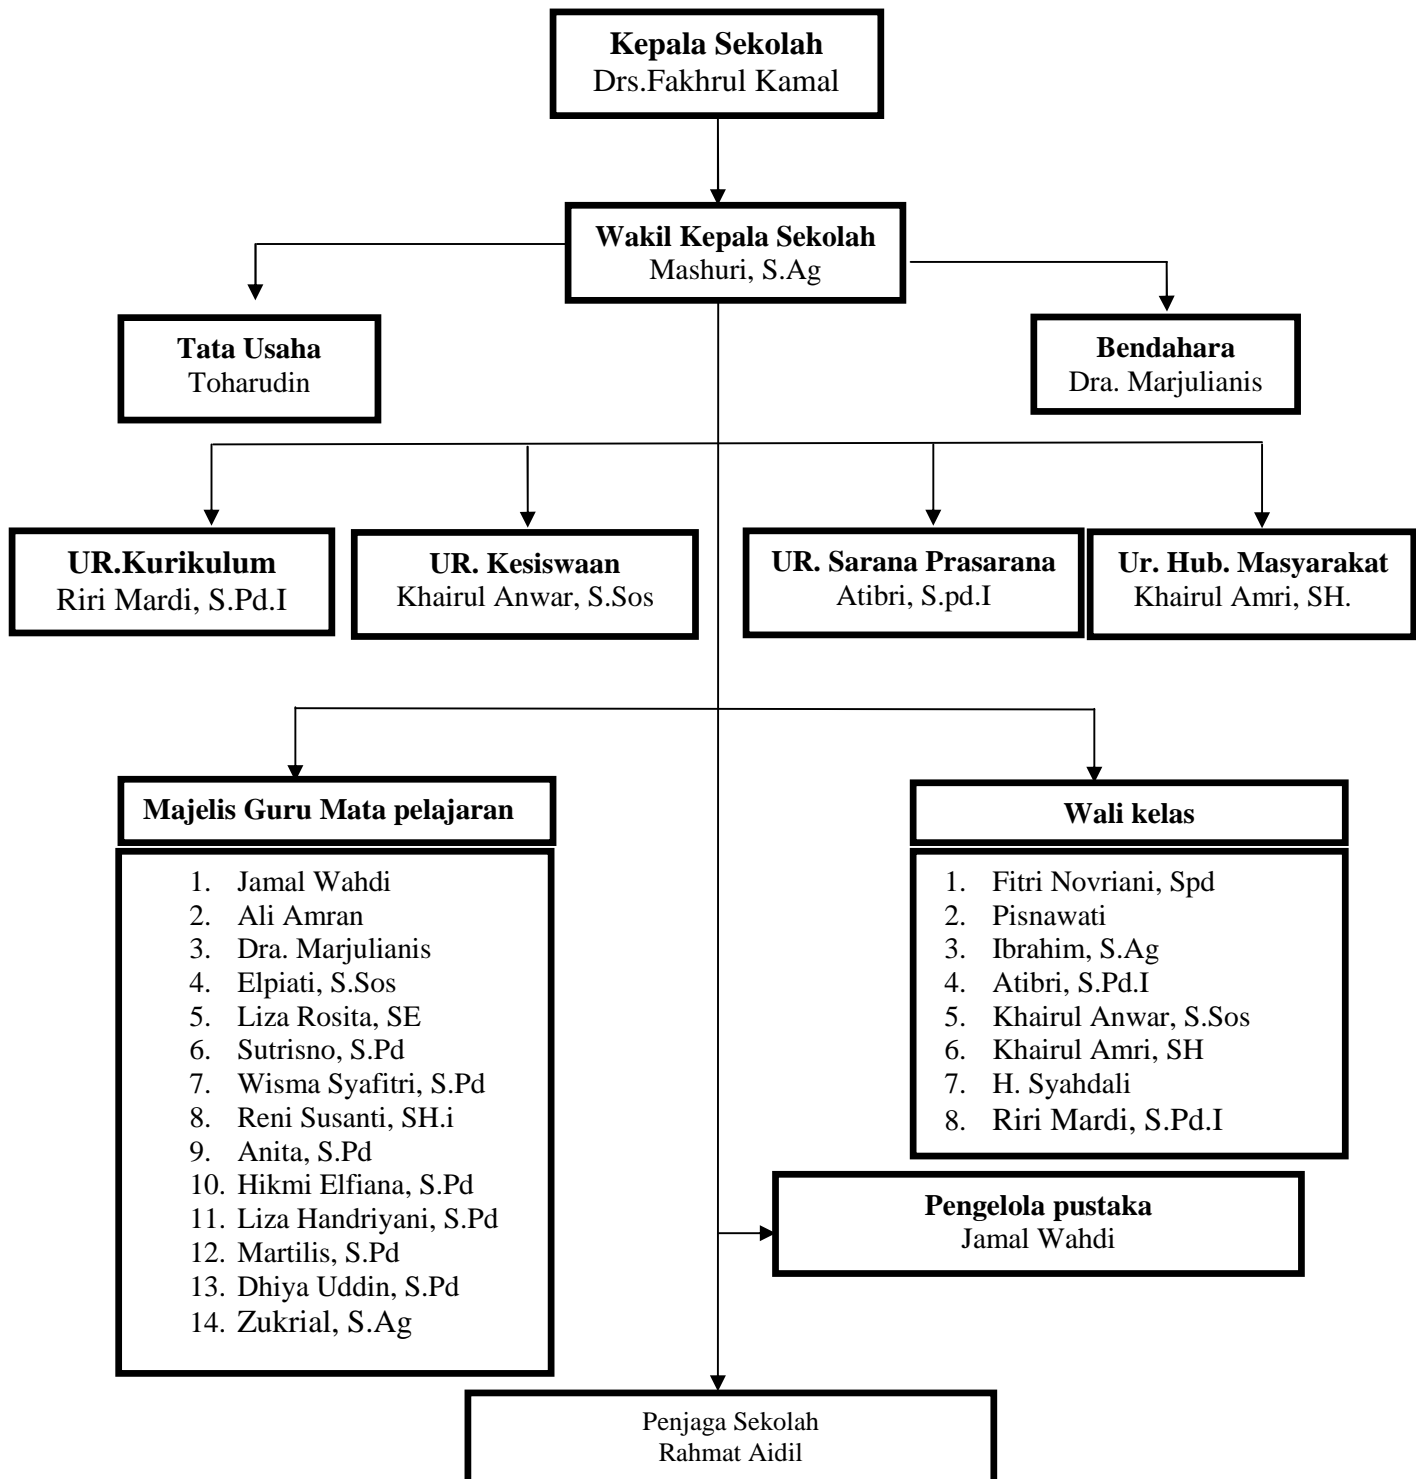 Kepala Sekolah
Drs.Fakhrul Kamal
Wakil Kepala Sekolah
Mashuri, S.Ag
Tata Usaha
Toharudin
Bendahara
Dra. Marjulianis
UR.Kurikulum
Riri Mardi, S.Pd.I
UR. Kesiswaan
Khairul Anwar, S.Sos
UR. Sarana Prasarana
Atibri, S.pd.I
Ur. Hub. Masyarakat
Khairul Amri, SH.
Majelis Guru Mata pelajaran
1. Jamal Wahdi
2. Ali Amran
3. Dra. Marjulianis
4. Elpiati, S.Sos
5. Liza Rosita, SE
6. Sutrisno, S.Pd
7. Wisma Syafitri, S.Pd
8. Reni Susanti, SH.i
9. Anita, S.Pd
10. Hikmi Elfiana, S.Pd
11. Liza Handriyani, S.Pd
12. Martilis, S.Pd
13. Dhiya Uddin, S.Pd
14. Zukrial, S.Ag
Wali kelas
1. Fitri Novriani, Spd
2. Pisnawati
3. Ibrahim, S.Ag
4. Atibri, S.Pd.I
5. Khairul Anwar, S.Sos
6. Khairul Amri, SH
7. H. Syahdali
8. Riri Mardi, S.Pd.I
Pengelola pustaka
Jamal Wahdi
Penjaga Sekolah
Rahmat Aidil